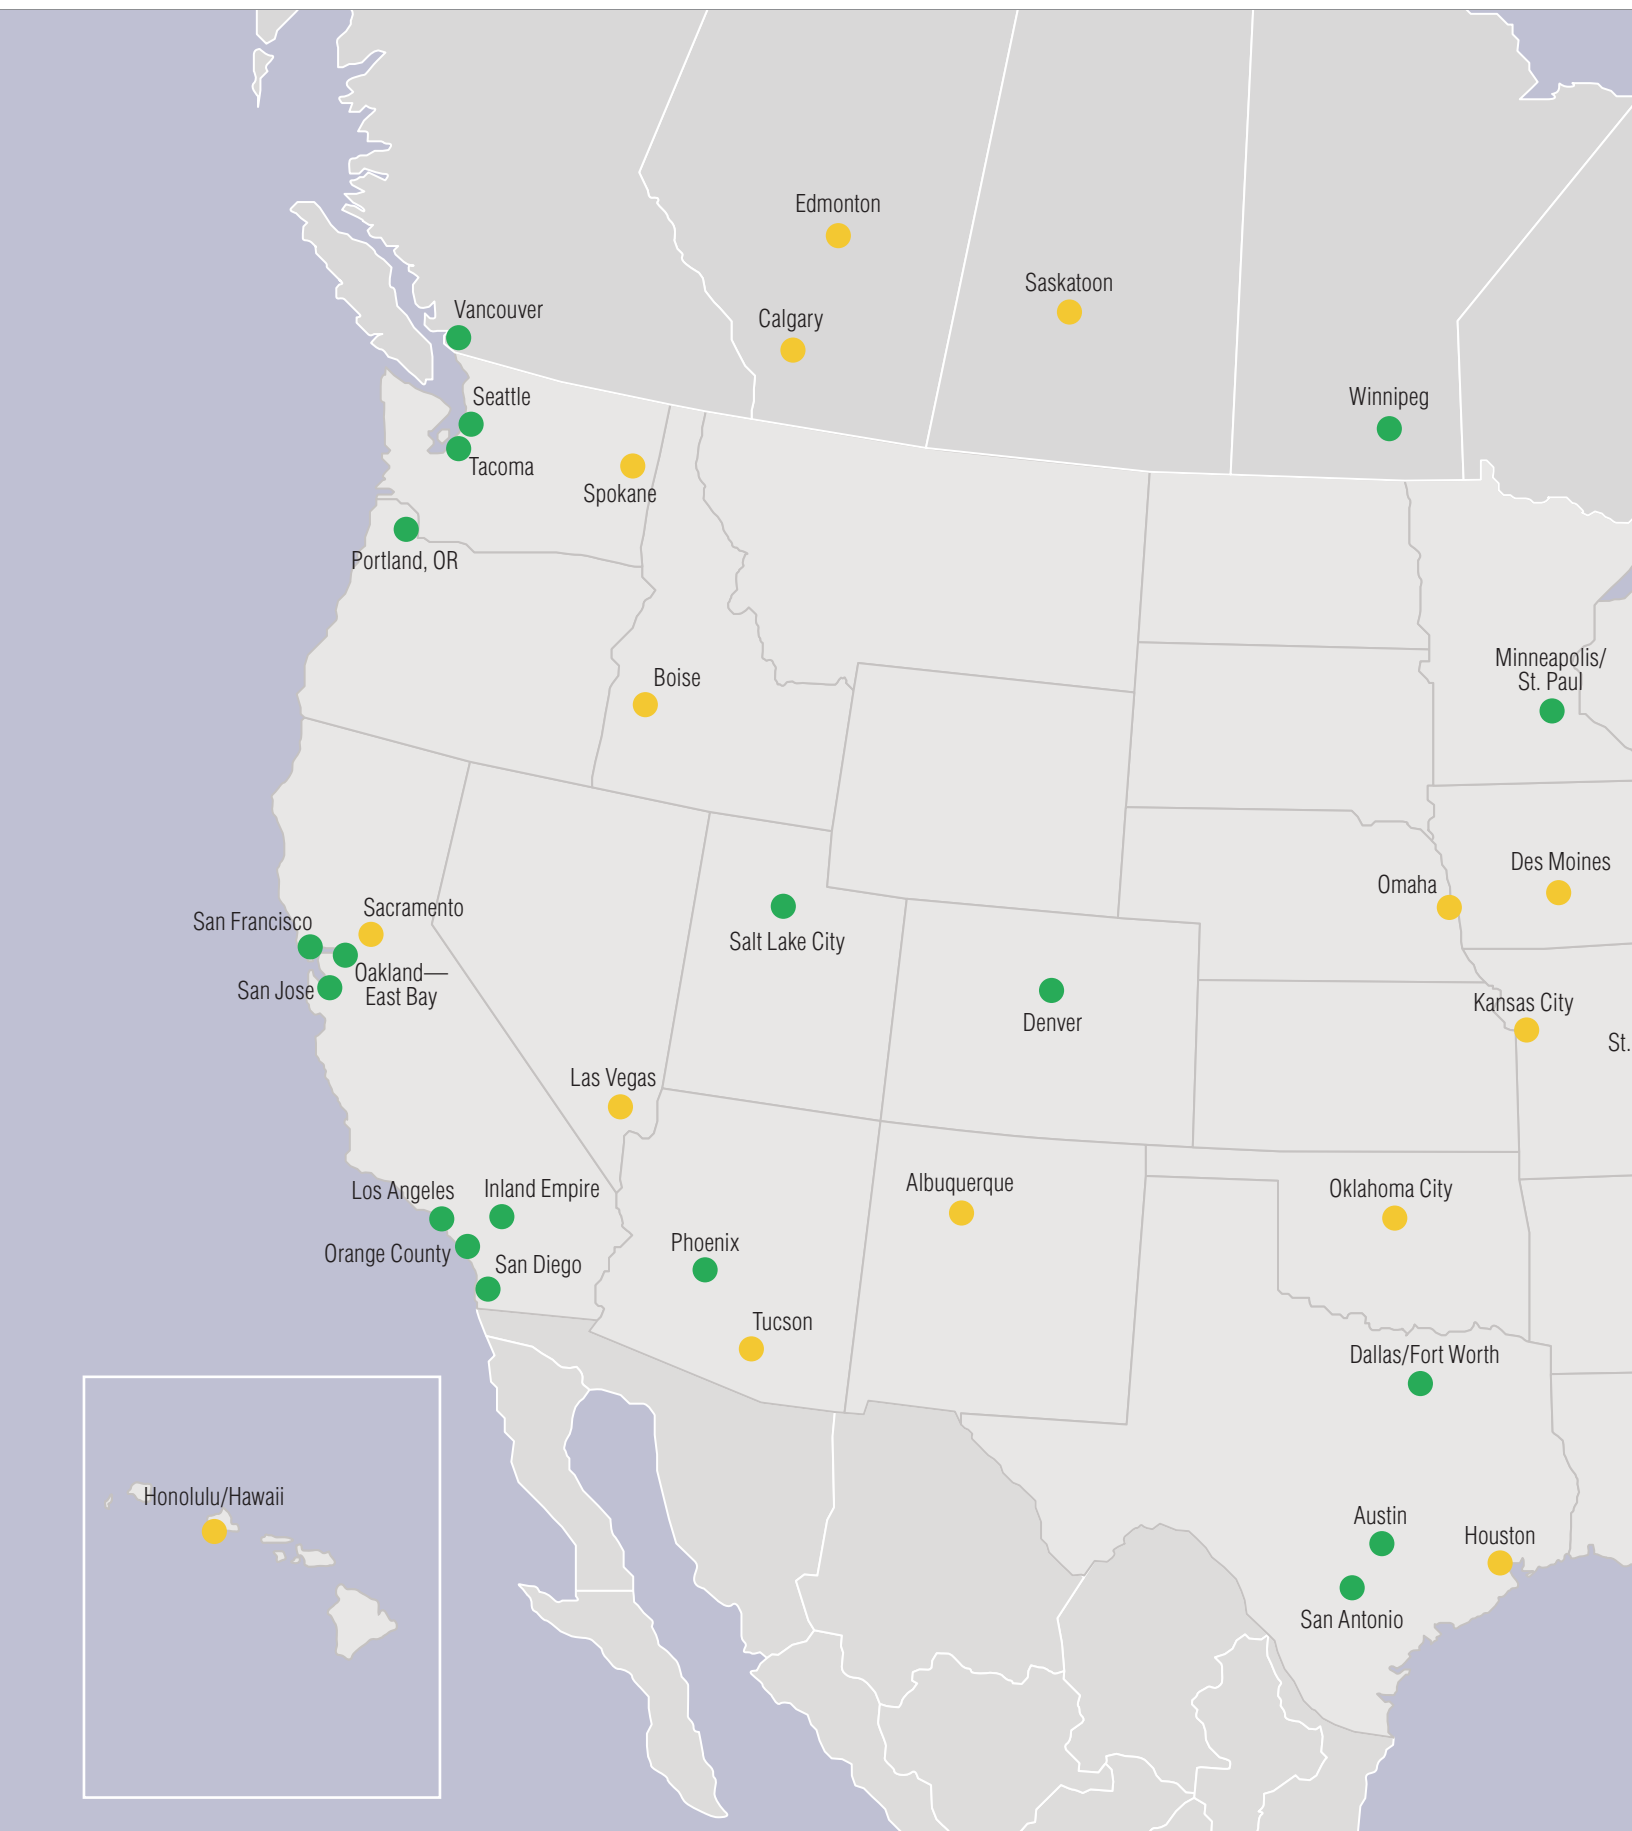 Edmonton
Saskatoon
Vancouver
Calgary
Seattle
Winnipeg
Tacoma
Spokane
Portland, OR
Minneapolis/
St. Paul
Boise
Des Moines
Omaha
Sacramento
San Francisco
Salt Lake City
Oakland—
East Bay
San Jose
Kansas City
Denver
St.
Las Vegas
Albuquerque
Los Angeles
Inland Empire
Oklahoma City
Phoenix
Orange County
San Diego
Tucson
Dallas/Fort Worth
Honolulu/Hawaii
Austin
Houston
San Antonio